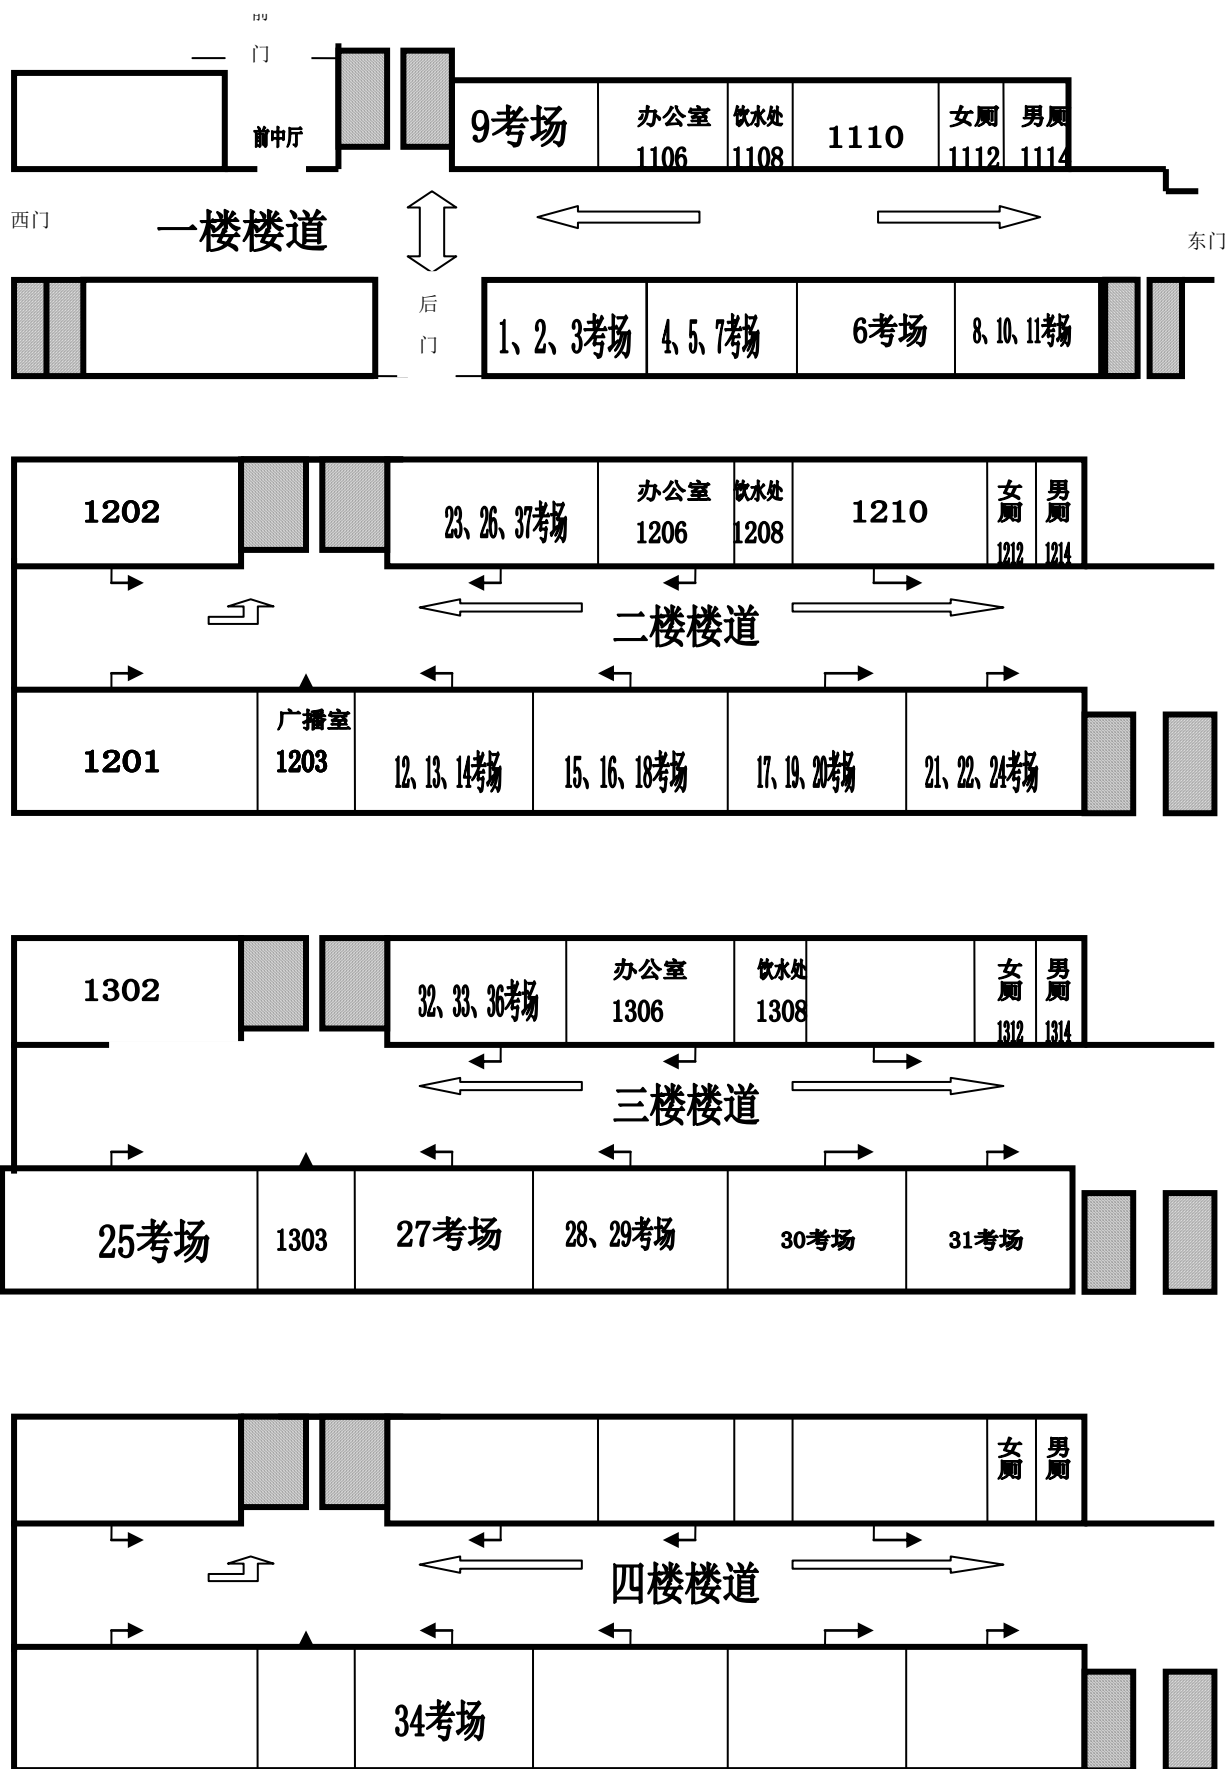 门
前中厅
9考场
办公室
1106
饮水处
1108
1110
女厕
1112
男厕
1114
西门
一楼楼道
东门
后
门
1、2、3考场
4、5、7考场
6考场
8、10、11考场
1202
23、26、37考场
办公室
1206
饮水处
1208
1210
女
厕
1212
男
厕
1214
二楼楼道
1201
广播室
1203
12、13、14考场
15、16、18考场
17、19、20考场
21、22、24考场
1302
32、33、36考场
办公室
1306
饮水处
1308
女
厕
1312
男
厕
1314
三楼楼道
25考场
1303
27考场
28、29考场
30考场
31考场
女
厕
男
厕
四楼楼道
34考场